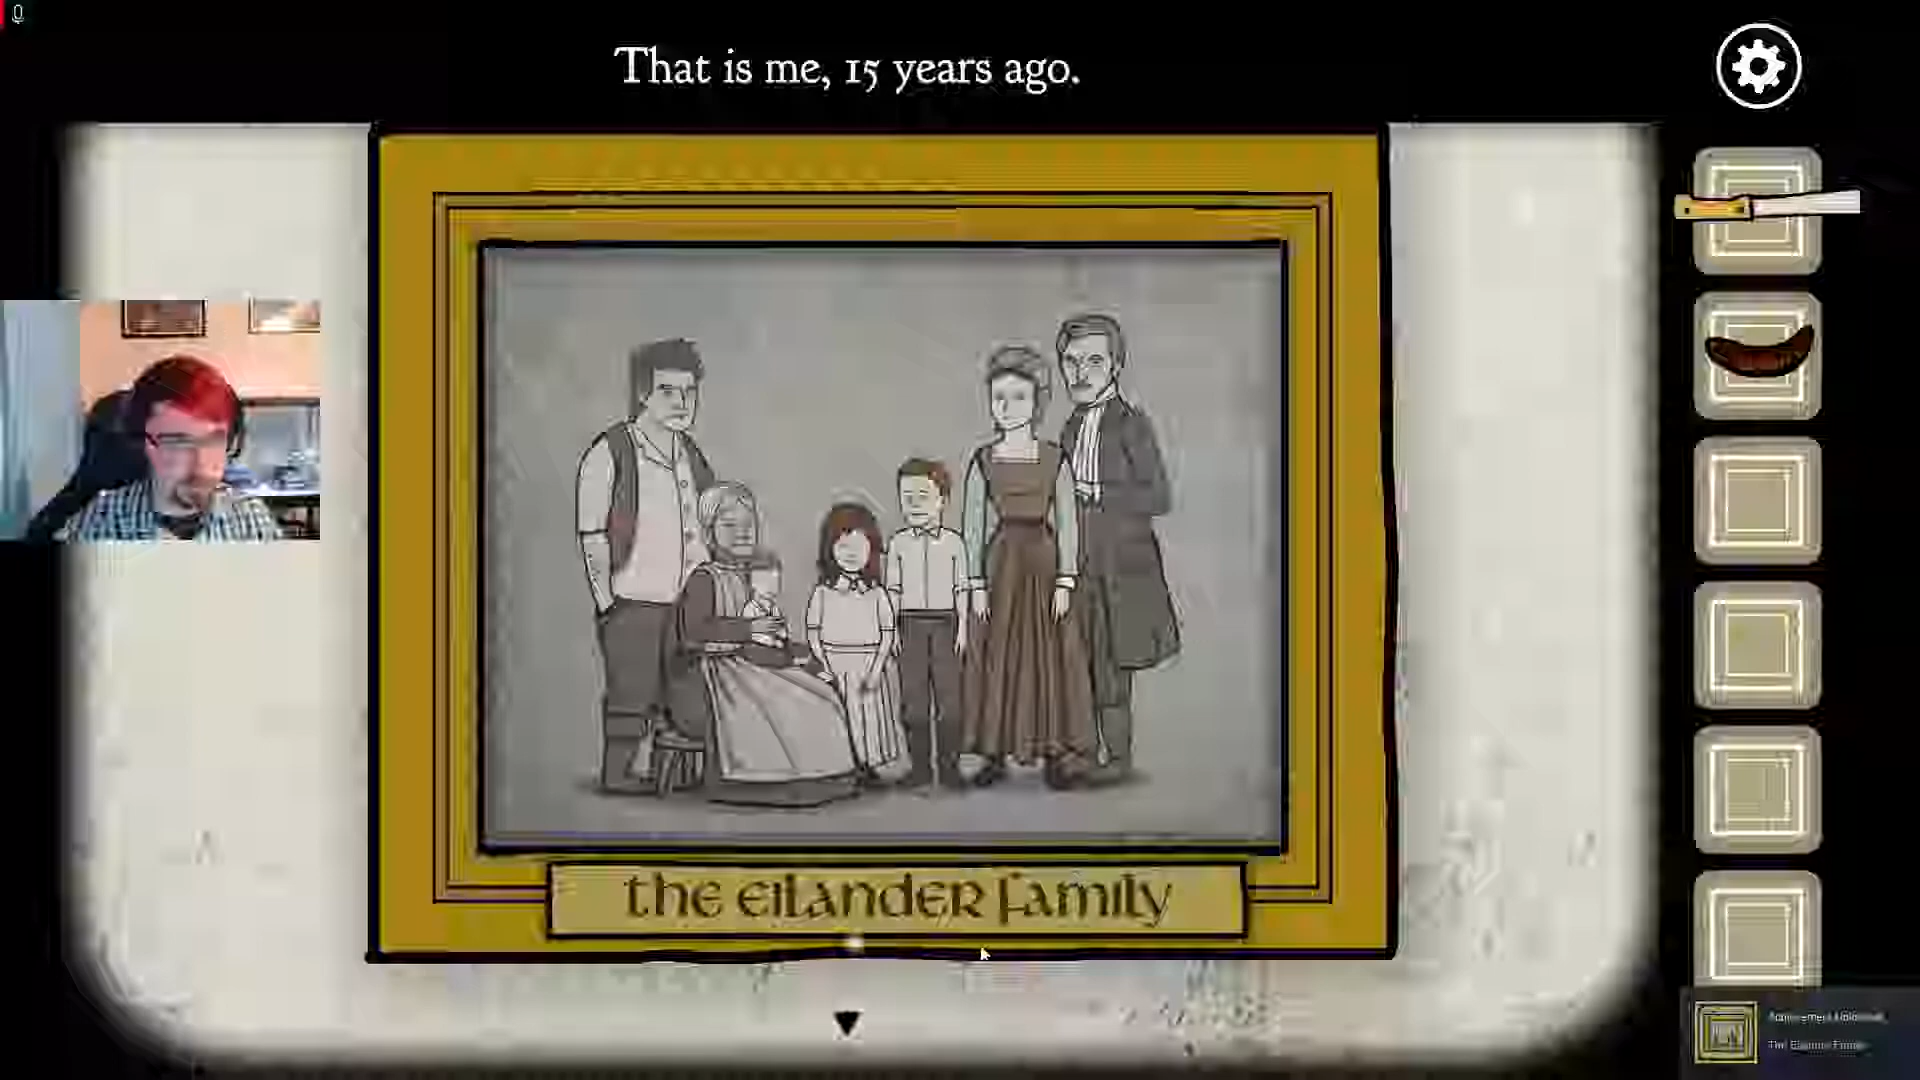 That is me, 15 years ago.
the eilander family